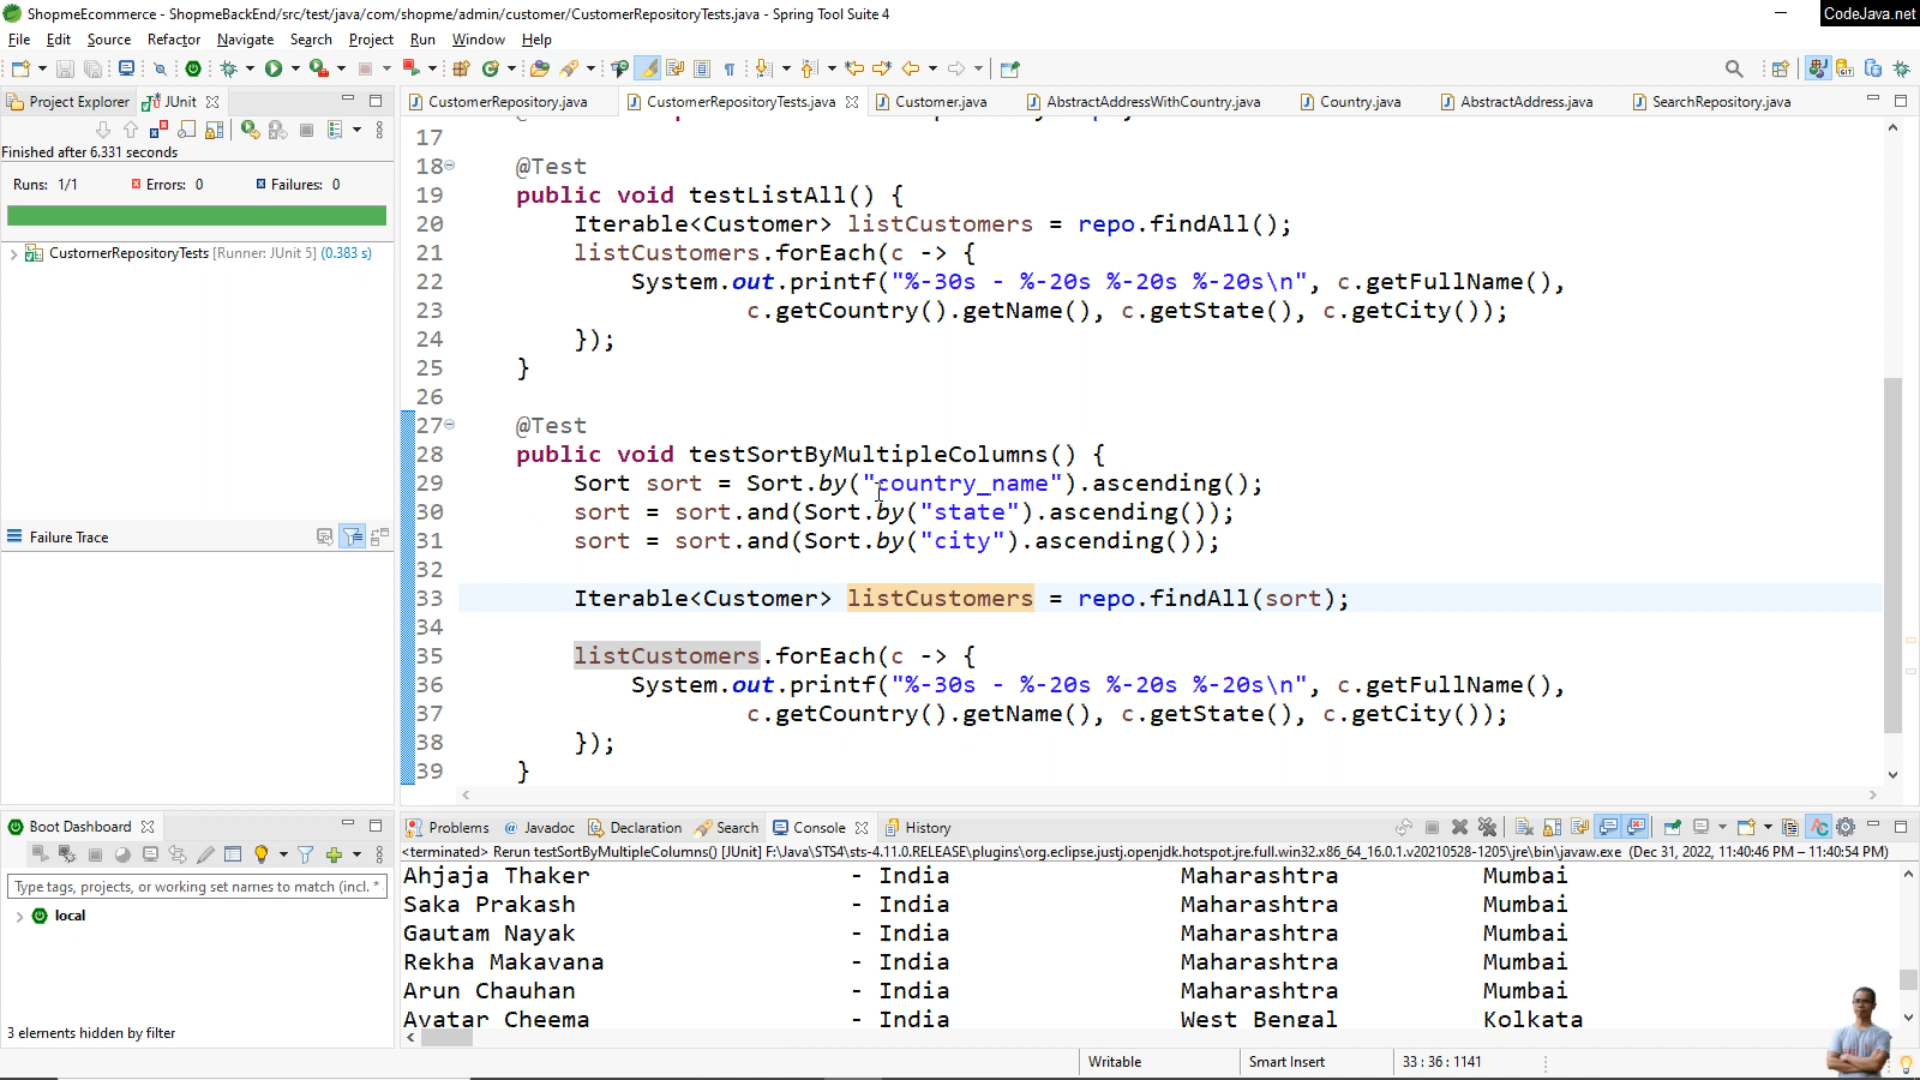 ShopmeEcommerce - ShopmeBackEnd/src/test/java/com/shopme/admin/customer/CustomerRepositoryTests.java - Spring Tool Suite 4
CodeJava.net
File Edit Source Refactor Navigate Search Project Run Window Help
Project Explorer JUnit
CustomerRepository.java CustomerRepositoryTests.java Customer.java AbstractAddressWithCountry.java Country.java AbstractAddress.java SearchRepository.java
Finished after 6.331 seconds
Runs: 1/1 Errors: 0 Failures: 0
CustomerRepositoryTests [Runner: JUnit 5] (0.383 s)
Failure Trace
17
18 @Test
19 public void testListAll() {
20 Iterable<Customer> listCustomers = repo.findAll();
21 listCustomers.forEach(c -> {
22 System.out.printf("%-30s - %-20s %-20s %-20s\n", c.getFullName(),
23 c.getCountry().getName(), c.getState(), c.getCity());
24 });
25 }
26
27 @Test
28 public void testSortByMultipleColumns() {
29 Sort sort = Sort.by("country_name").ascending();
30 sort = sort.and(Sort.by("state").ascending());
31 sort = sort.and(Sort.by("city").ascending());
32
33 Iterable<Customer> listCustomers = repo.findAll(sort);
34
35 listCustomers.forEach(c -> {
36 System.out.printf("%-30s - %-20s %-20s %-20s\n", c.getFullName(),
37 c.getCountry().getName(), c.getState(), c.getCity());
38 });
39 }
Boot Dashboard
Type tags, projects, or working set names to match (incl. *
local
3 elements hidden by filter
Problems Javadoc Declaration Search Console History
<terminated> Rerun testSortByMultipleColumns() [JUnit] F:\Java\STS4\sts-4.11.0.RELEASE\plugins\org.eclipse.justj.openjdk.hotspot.jre.full.win32.x86_64_16.0.1.v20210528-1205\jre\bin\javaw.exe (Dec 31, 2022, 11:40:46 PM – 11:40:54 PM)
Ahjaja Thaker - India Maharashtra Mumbai
Saka Prakash - India Maharashtra Mumbai
Gautam Nayak - India Maharashtra Mumbai
Rekha Makavana - India Maharashtra Mumbai
Arun Chauhan - India Maharashtra Mumbai
Avatar Cheema - India West Bengal Kolkata
Writable Smart Insert 33 : 36 : 1141